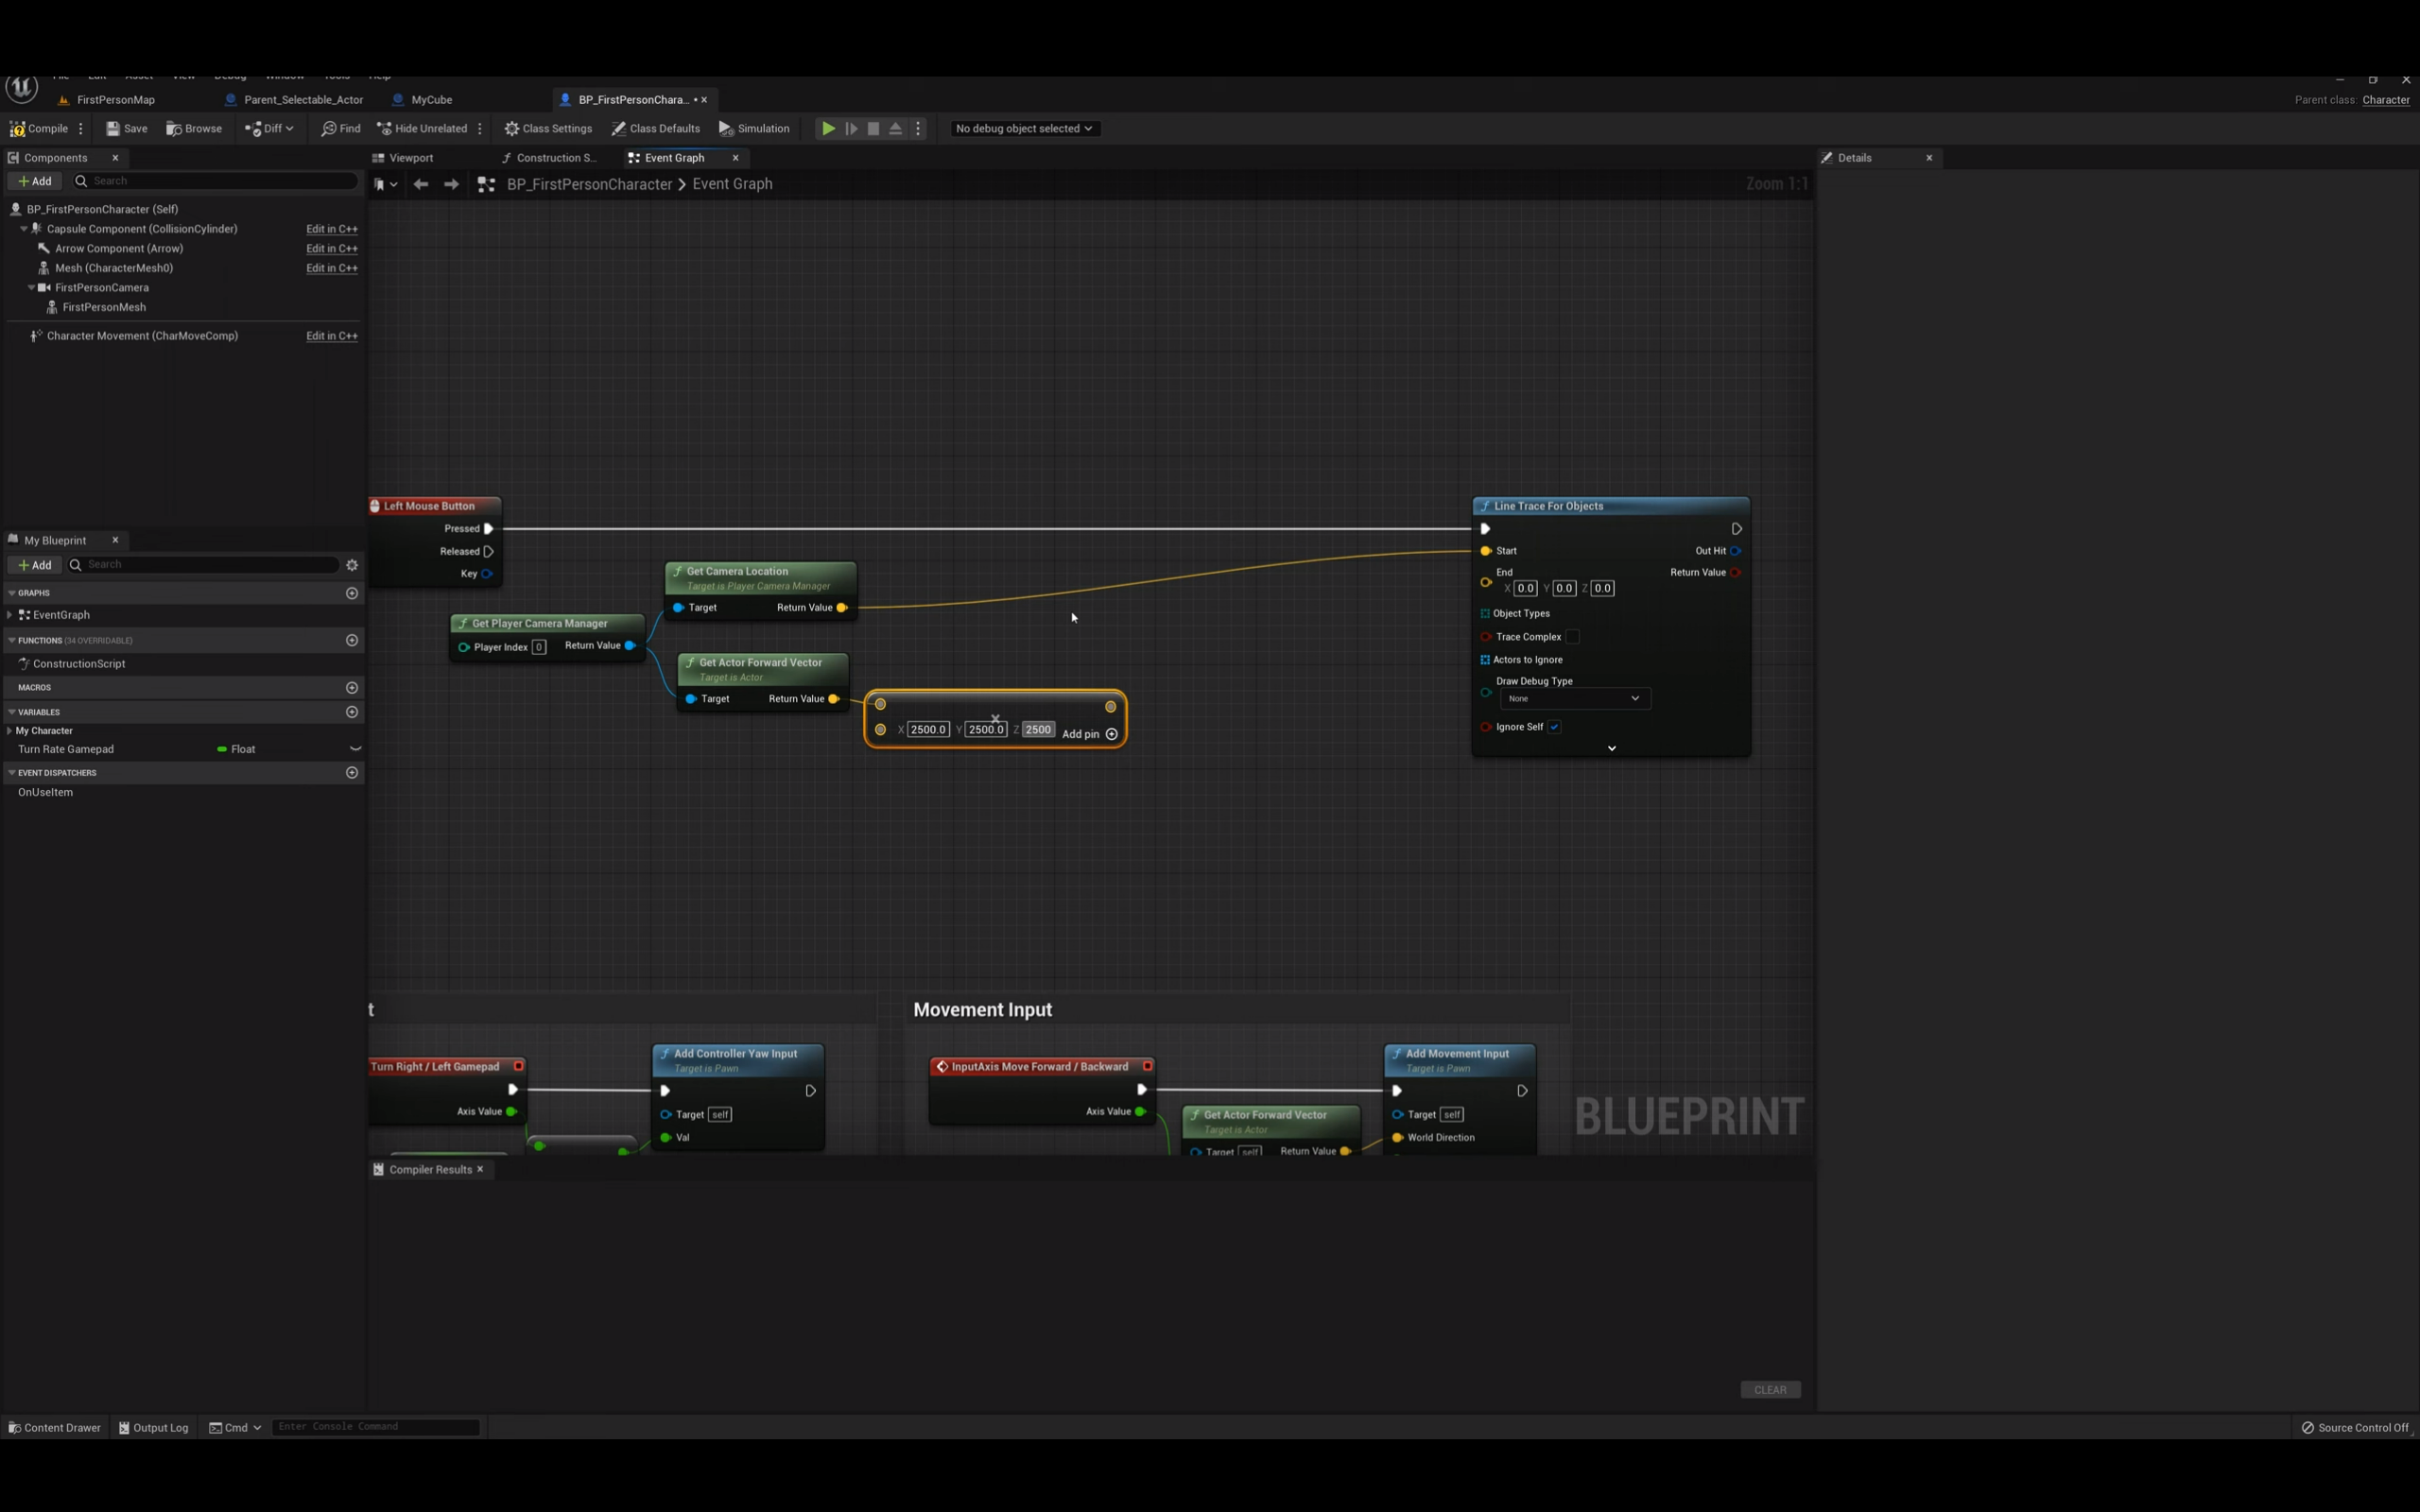 File Edit Asset View Debug Window Tools Help
FirstPersonMap Parent_Selectable_Actor MyCube BP_FirstPersonChara... •
Parent class: Character
Compile Save Browse Diff Find Hide Unrelated Class Settings Class Defaults Simulation No debug object selected
Components
Viewport Construction S... Event Graph
Details
Add Search
BP_FirstPersonCharacter > Event Graph
Zoom 1:1
BP_FirstPersonCharacter (Self)
Capsule Component (CollisionCylinder) Edit in C++
Arrow Component (Arrow) Edit in C++
Mesh (CharacterMesh0) Edit in C++
FirstPersonCamera
FirstPersonMesh
Character Movement (CharMoveComp) Edit in C++
My Blueprint
Add Search
GRAPHS
EventGraph
FUNCTIONS (34 OVERRIDABLE)
ConstructionScript
MACROS
VARIABLES
My Character
Turn Rate Gamepad Float
EVENT DISPATCHERS
OnUseItem
Left Mouse Button
Pressed
Released
Key
Get Player Camera Manager
Player Index 0 Return Value
Get Camera Location
Target is Player Camera Manager
Target Return Value
Get Actor Forward Vector
Target is Actor
Target Return Value
X 2500.0 Y 2500.0 Z 2500 Add pin
Line Trace For Objects
Start Out Hit
End Return Value
X 0.0 Y 0.0 Z 0.0
Object Types
Trace Complex
Actors to Ignore
Draw Debug Type
None
Ignore Self
t
Turn Right / Left Gamepad
Axis Value
Add Controller Yaw Input
Target is Pawn
Target self
Val
Movement Input
InputAxis Move Forward / Backward
Axis Value
Get Actor Forward Vector
Target is Actor
Target self Return Value
Add Movement Input
Target is Pawn
Target self
World Direction
BLUEPRINT
Compiler Results
CLEAR
Content Drawer Output Log Cmd Enter Console Command
Source Control Off